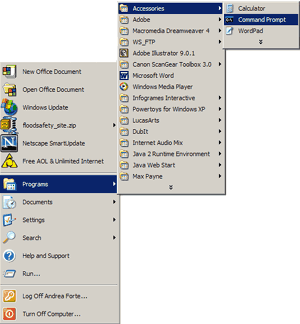 New Office Document
Open Office Document
Windows Update
floodsafety_site.zip
Netscape SmartUpdate
Free AOL & Unlimited Internet
Programs
Documents
Settings
Search
Help and Support
Run...
Log Off Andrea Forte...
Turn Off Computer...
Accessories
Adobe
Macromedia Dreamweaver 4
WS_FTP
Adobe Illustrator 9.0.1
Canon ScanGear Toolbox 3.0
Microsoft Word
Windows Media Player
Infogrames Interactive
Powertoys for Windows XP
LucasArts
DubIt
Internet Audio Mix
Java 2 Runtime Environment
Java Web Start
Max Payne
Calculator
Command Prompt
WordPad